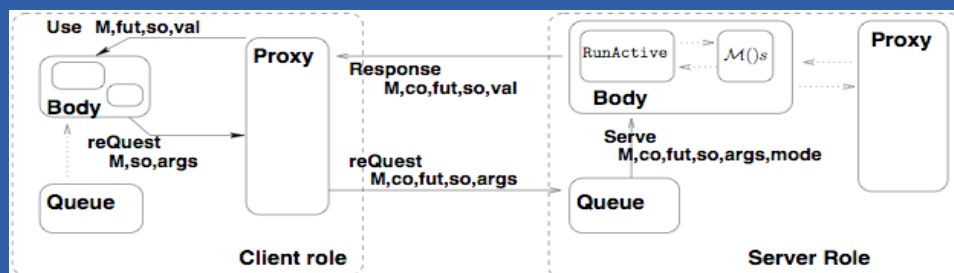 Use M,fut,so,val
Proxy
Body
reQuest
M,so,args
Queue
Client role
Response
M,co,fut,so,val
reQuest
M,co,fut,so,args
RunActive
M()s
Body
Proxy
Serve
M,co,fut,so,args,mode
Queue
Server Role